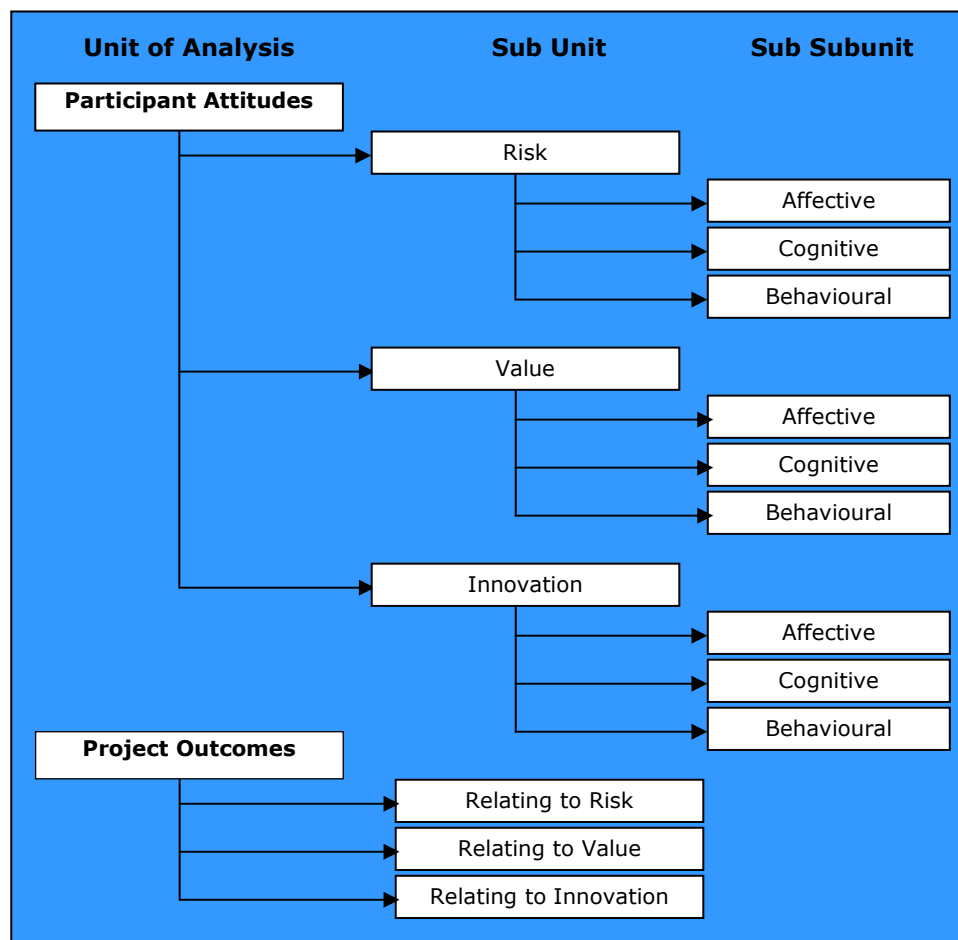 Unit of Analysis
Sub Unit
Sub Subunit
Participant Attitudes
Risk
Affective
Cognitive
Behavioural
Value
Affective
Cognitive
Behavioural
Innovation
Affective
Cognitive
Behavioural
Project Outcomes
Relating to Risk
Relating to Value
Relating to Innovation